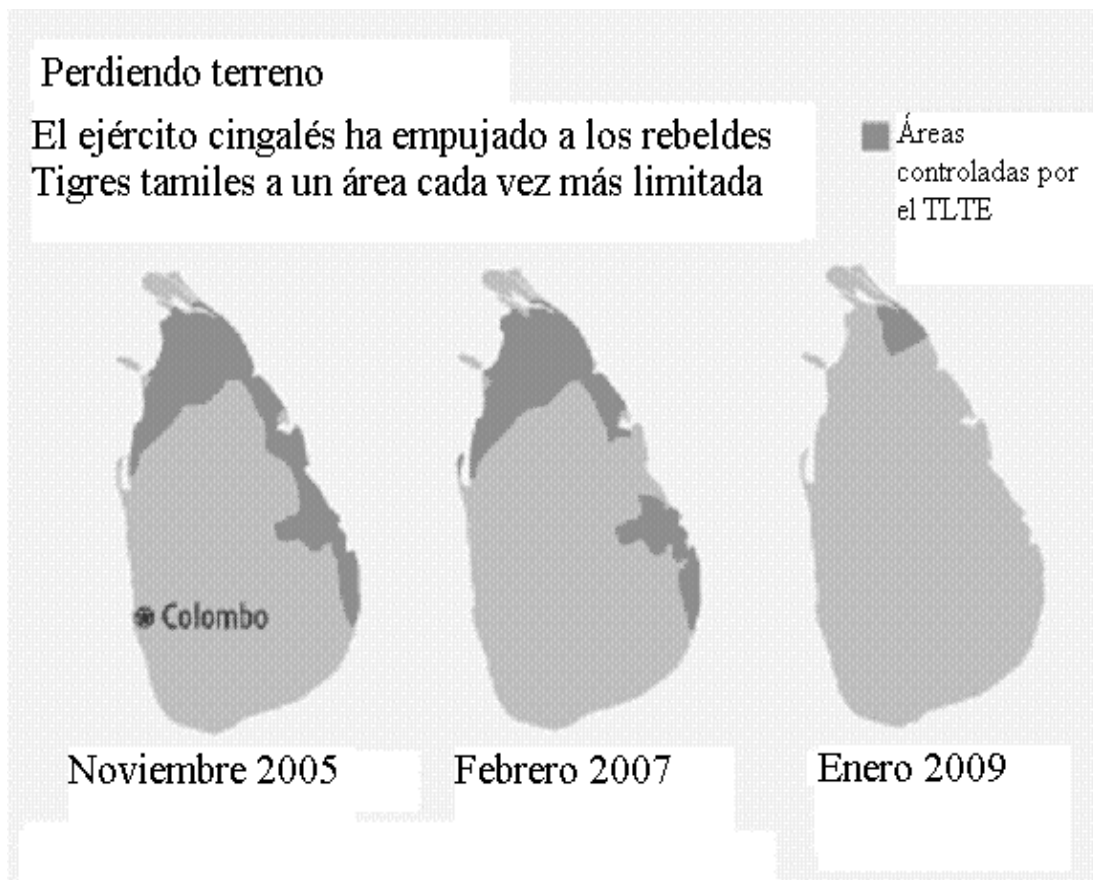 Perdiendo terreno
El ejército cingalés ha empujado a los rebeldes
Tigres tamiles a un área cada vez más limitada
Áreas
controladas por
el TLTE
Colombo
Noviembre 2005
Febrero 2007
Enero 2009